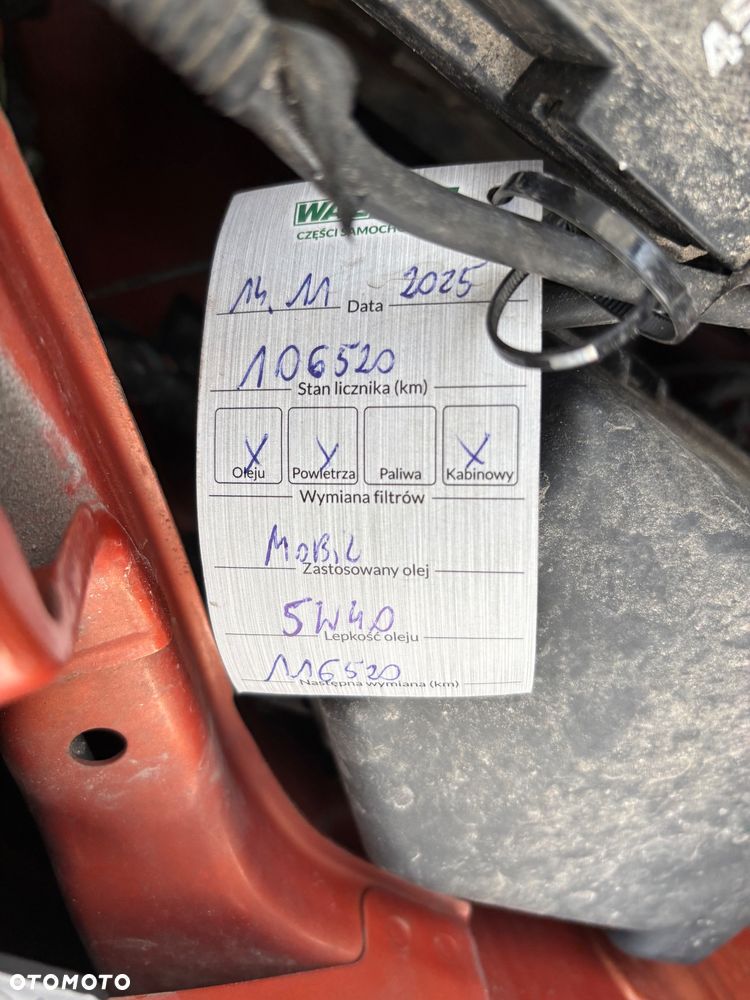 CZĘŚCI
14.11 Data 2025
106520
Stan licznika (km)
X X X
Oleju Powietrza Paliwa Kabinowy
Wymiana filtrów
MOBIL
Zastosowany olej
5W40
Lepkość oleju
116520
Następna wymiana (km)
OTOMOTO